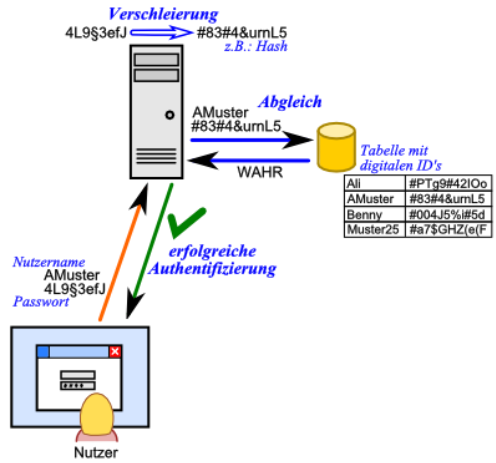 Verschleierung
4L9§3efJ
#83#4&urnL5
z.B.: Hash
AMuster
#83#4&urnL5
Abgleich
WAHR
Tabelle mit
digitalen ID's
Ali #PTg9#42IOo
AMuster #83#4&urnL5
Benny #004J5%i#5d
Muster25 #a7$GHZ(e(F
erfolgreiche
Authentifizierung
Nutzername
AMuster
4L9§3efJ
Passwort
Nutzer